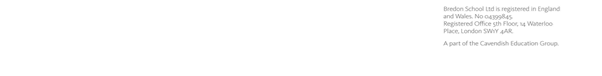 Bredon School Ltd is registered in England
and Wales, No 04399845.
Registered Office 5th Floor, 14 Waterloo
Place, London SW1Y 4AR.
A part of the Cavendish Education Group.